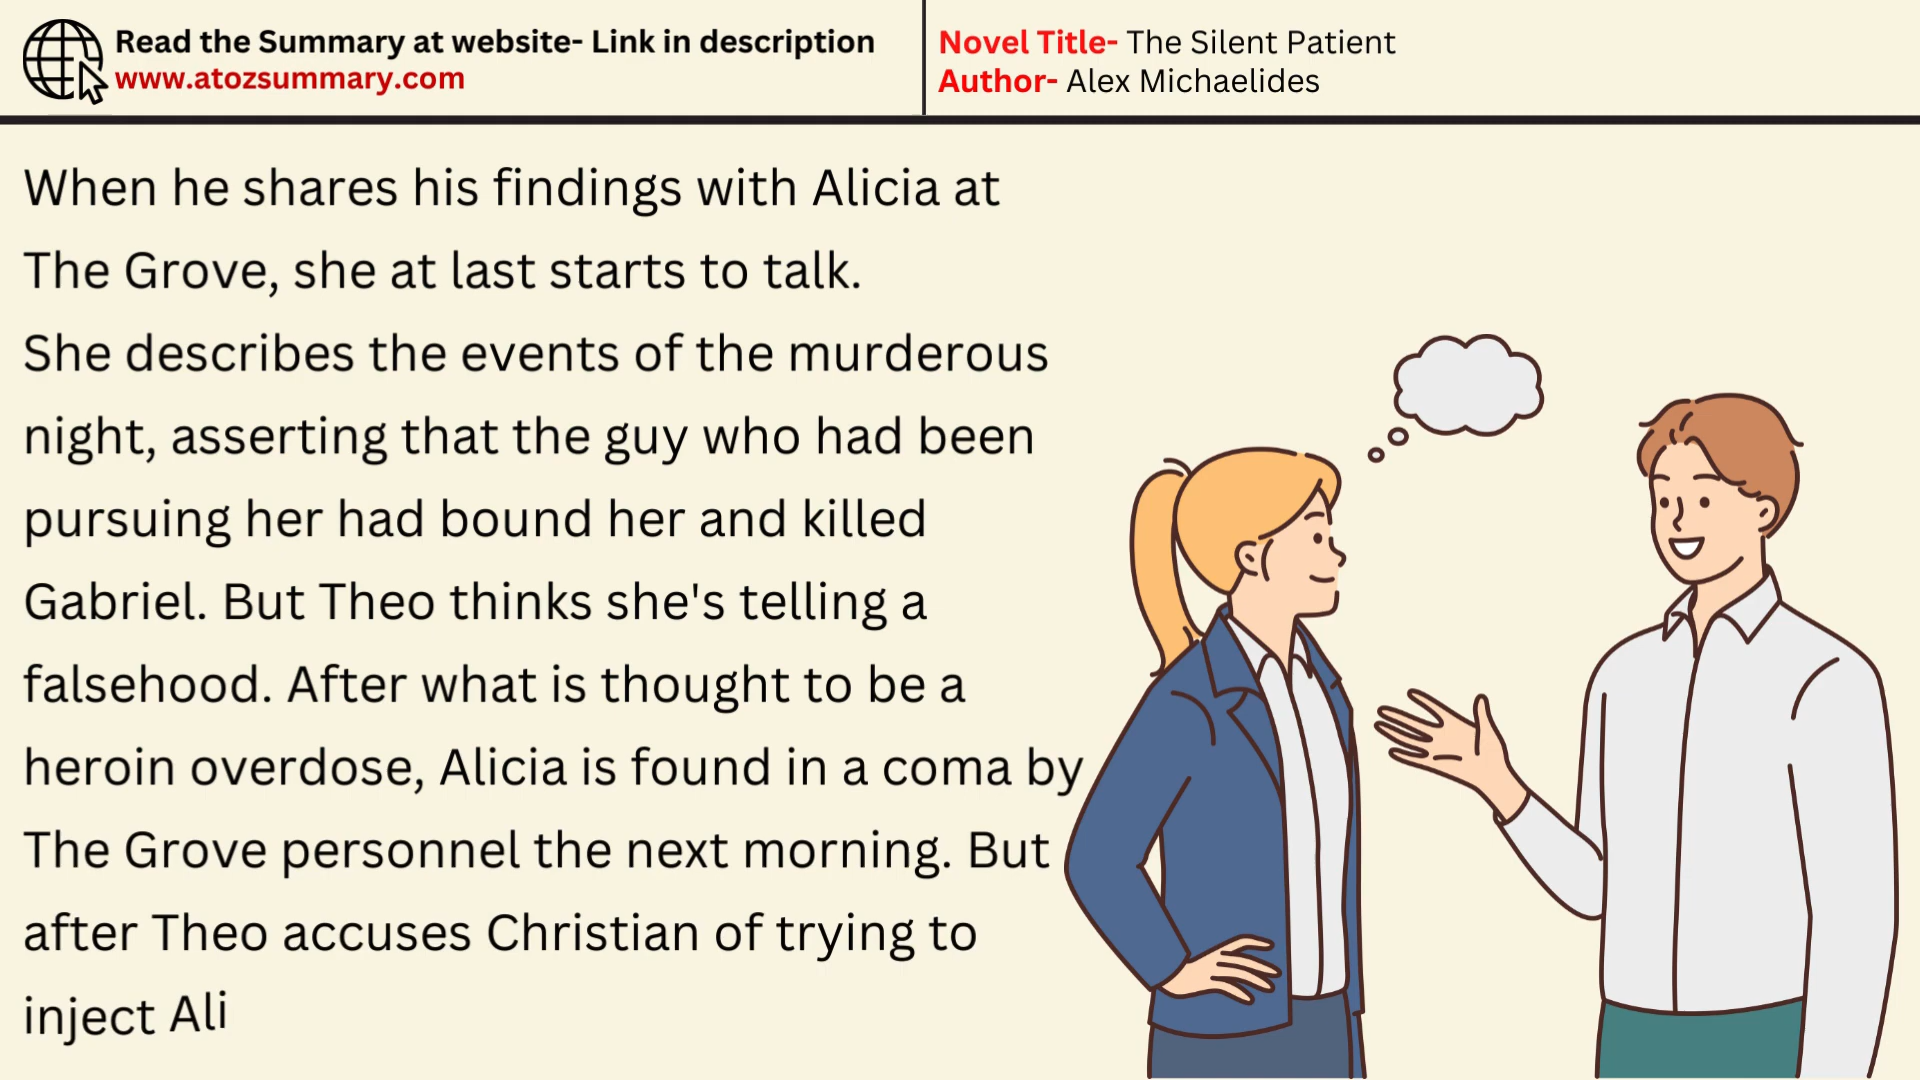 Read the Summary at website- Link in description
www.atozsummary.com
Novel Title- The Silent Patient
Author- Alex Michaelides
When he shares his findings with Alicia at
The Grove, she at last starts to talk.
She describes the events of the murderous
night, asserting that the guy who had been
pursuing her had bound her and killed
Gabriel. But Theo thinks she's telling a
falsehood. After what is thought to be a
heroin overdose, Alicia is found in a coma by
The Grove personnel the next morning. But
after Theo accuses Christian of trying to
inject Ali